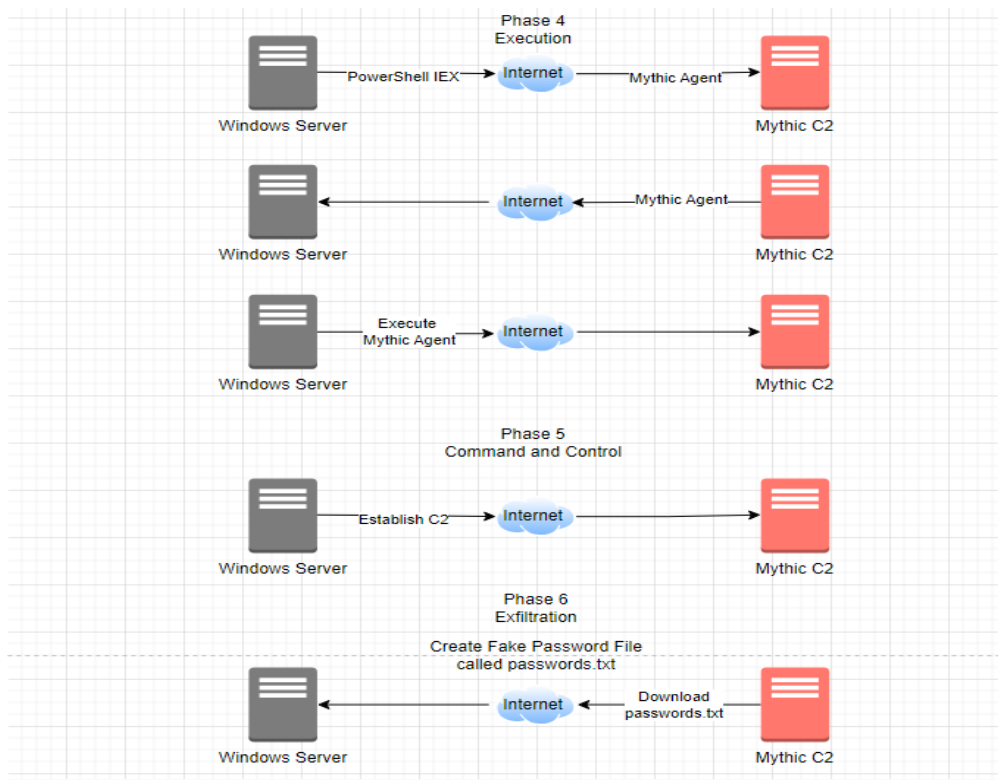 Phase 4
Execution
PowerShell IEX
Internet
Mythic Agent
Windows Server
Mythic C2
Internet
Mythic Agent
Windows Server
Mythic C2
Execute
Mythic Agent
Internet
Windows Server
Mythic C2
Phase 5
Command and Control
Establish C2
Internet
Windows Server
Mythic C2
Phase 6
Exfiltration
Create Fake Password File
called passwords.txt
Internet
Download
passwords.txt
Windows Server
Mythic C2